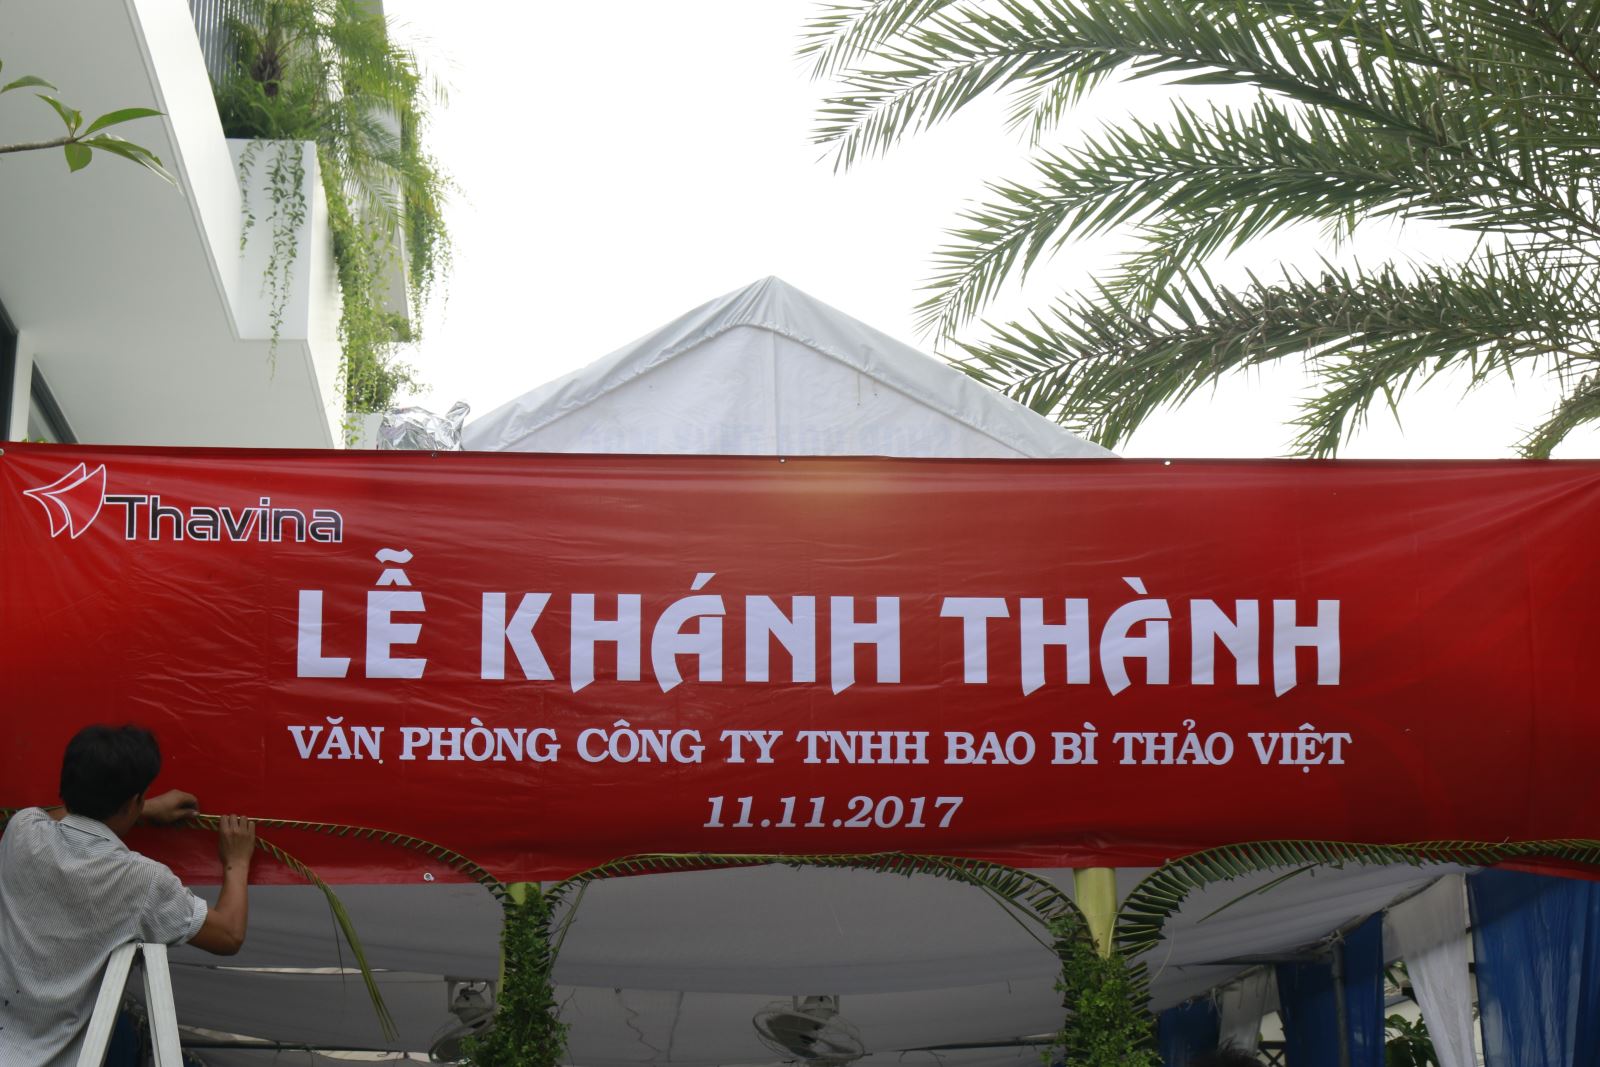 Thavina
LỄ KHÁNH THÀNH
VĂN PHÒNG CÔNG TY TNHH BAO BÌ THẢO VIỆT
11.11.2017